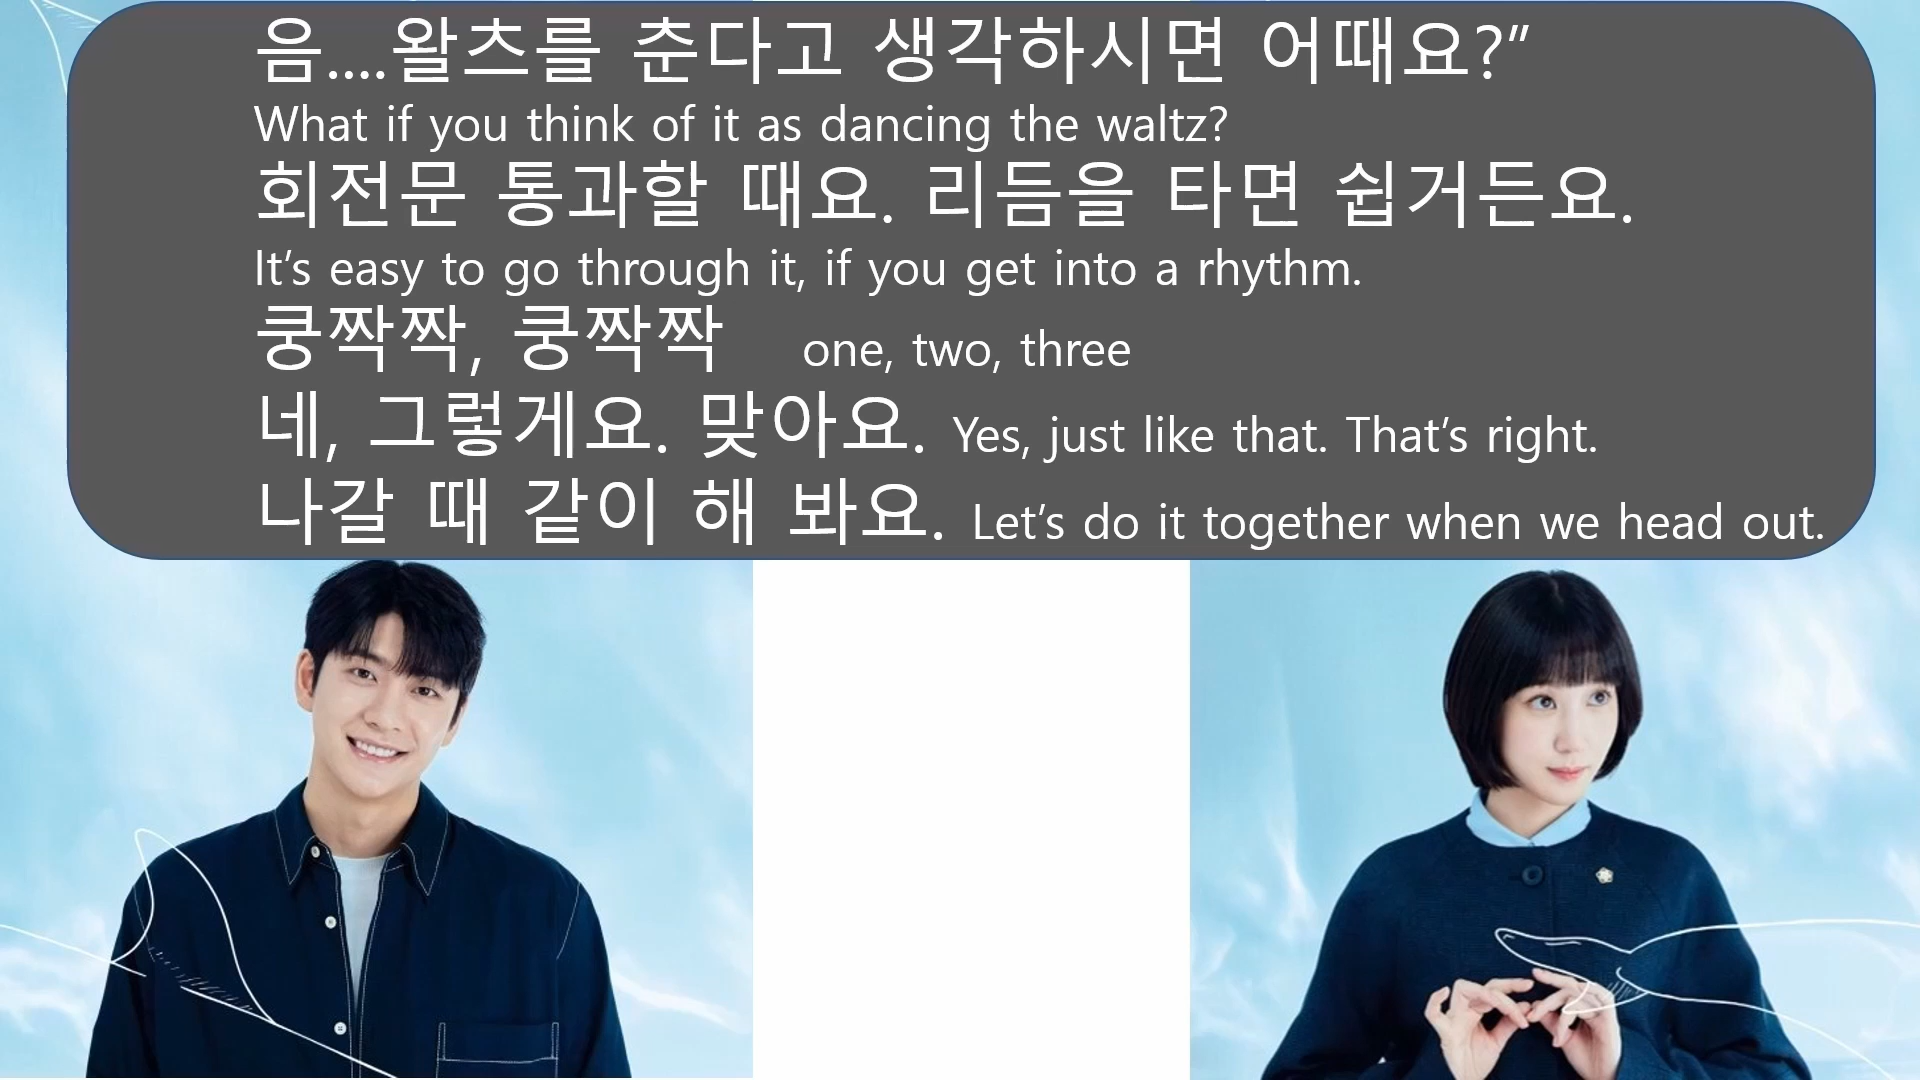 음....왈츠를 춘다고 생각하시면 어때요?”
What if you think of it as dancing the waltz?
회전문 통과할 때요. 리듬을 타면 쉽거든요.
It’s easy to go through it, if you get into a rhythm.
쿵짝짝, 쿵짝짝 one, two, three
네, 그렇게요. 맞아요. Yes, just like that. That’s right.
나갈 때 같이 해 봐요. Let’s do it together when we head out.